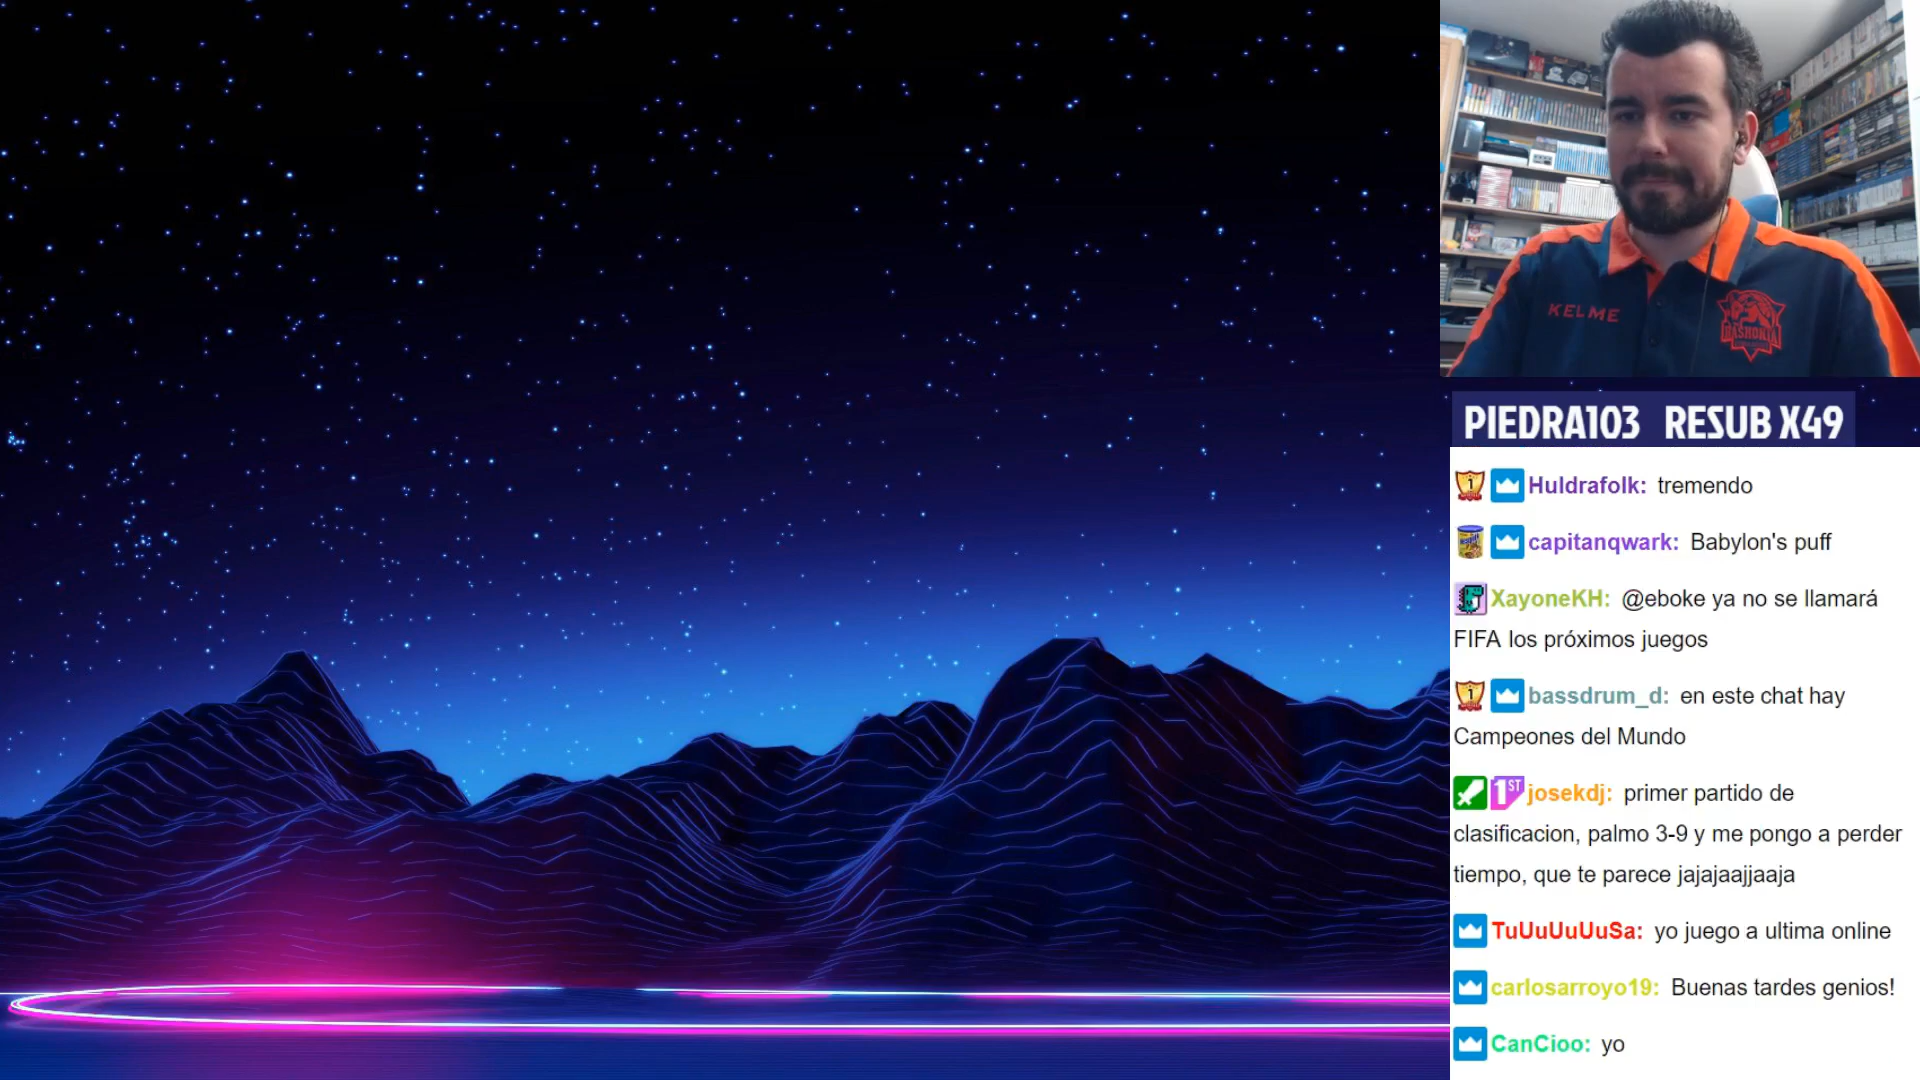 KELME
BASKONIA
PIEDRA103 RESUB X49
1 Huldrafolk: tremendo
capitanqwark: Babylon's puff
XayoneKH: @eboke ya no se llamará
FIFA los próximos juegos
1 bassdrum_d: en este chat hay
Campeones del Mundo
1ST josekdj: primer partido de
clasificacion, palmo 3-9 y me pongo a perder
tiempo, que te parece jajajaajjaaja
TuUuUuUuSa: yo juego a ultima online
carlosarroyo19: Buenas tardes genios!
CanCioo: yo